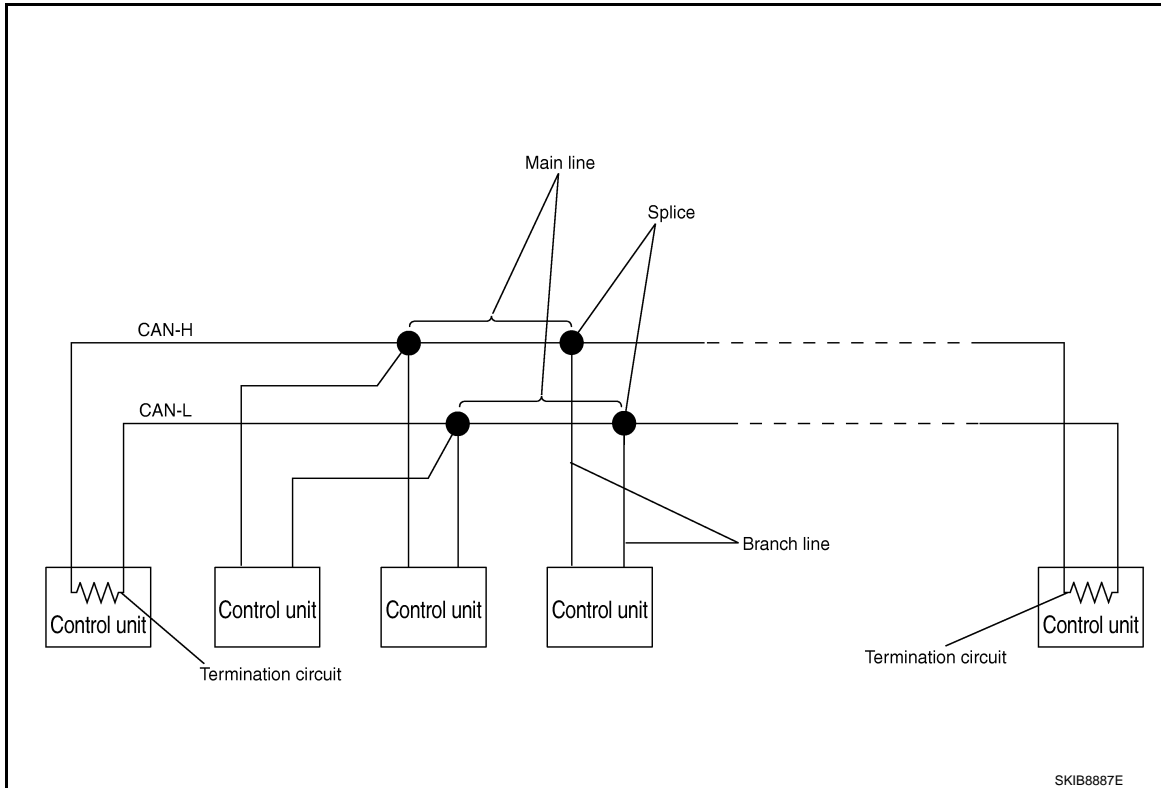 Main line
Splice
CAN-H
CAN-L
Branch line
Control unit
Control unit
Control unit
Control unit
Control unit
Termination circuit
Termination circuit
SKIB8887E